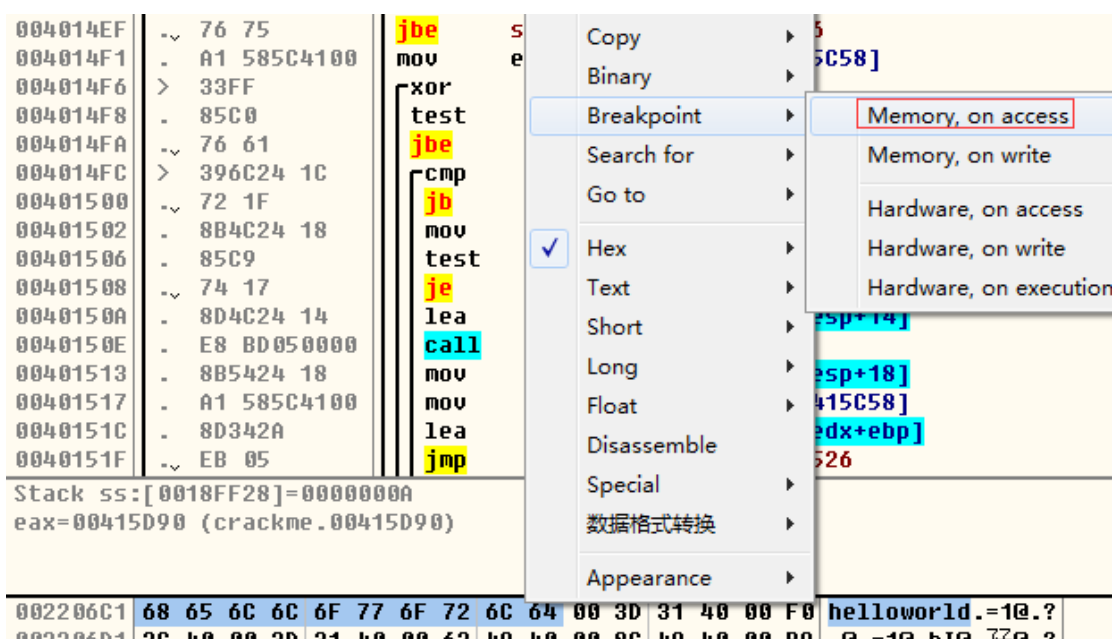 004014EF .⌄ 76 75 jbe s
004014F1 . A1 585C4100 mov e 5C58]
004014F6 > 33FF xor
004014F8 . 85C0 test
004014FA .⌄ 76 61 jbe
004014FC > 396C24 1C cmp
00401500 .⌄ 72 1F jb
00401502 . 8B4C24 18 mov
00401506 . 85C9 test
00401508 .⌄ 74 17 je
0040150A . 8D4C24 14 lea esp+14]
0040150E . E8 BD050000 call
00401513 . 8B5424 18 mov esp+18]
00401517 . A1 585C4100 mov 415C58]
0040151C . 8D342A lea edx+ebp]
0040151F .⌄ EB 05 jmp 526
Stack ss:[0018FF28]=0000000A
eax=00415D90 (crackme.00415D90)
Copy
Binary
Breakpoint
Search for
Go to
Hex
Text
Short
Long
Float
Disassemble
Special
数据格式转换
Appearance
Memory, on access
Memory, on write
Hardware, on access
Hardware, on write
Hardware, on execution
002206C1 68 65 6C 6C 6F 77 6F 72 6C 64 00 3D 31 40 00 F0 helloworld.=1@.?